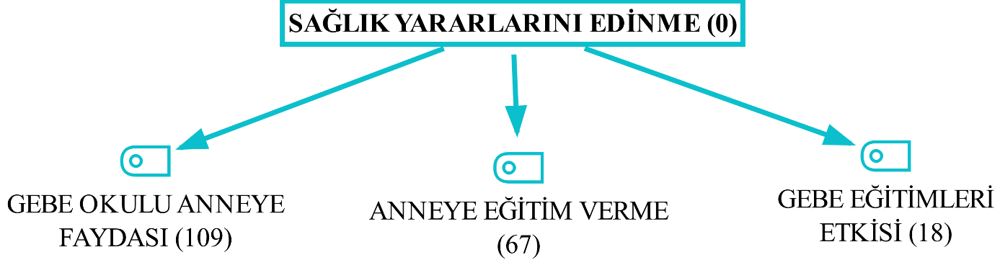 SAĞLIK YARARLARINI EDİNME (0)
GEBE OKULU ANNEYE
FAYDASI (109)
ANNEYE EĞİTİM VERME
(67)
GEBE EĞİTİMLERİ
ETKİSİ (18)